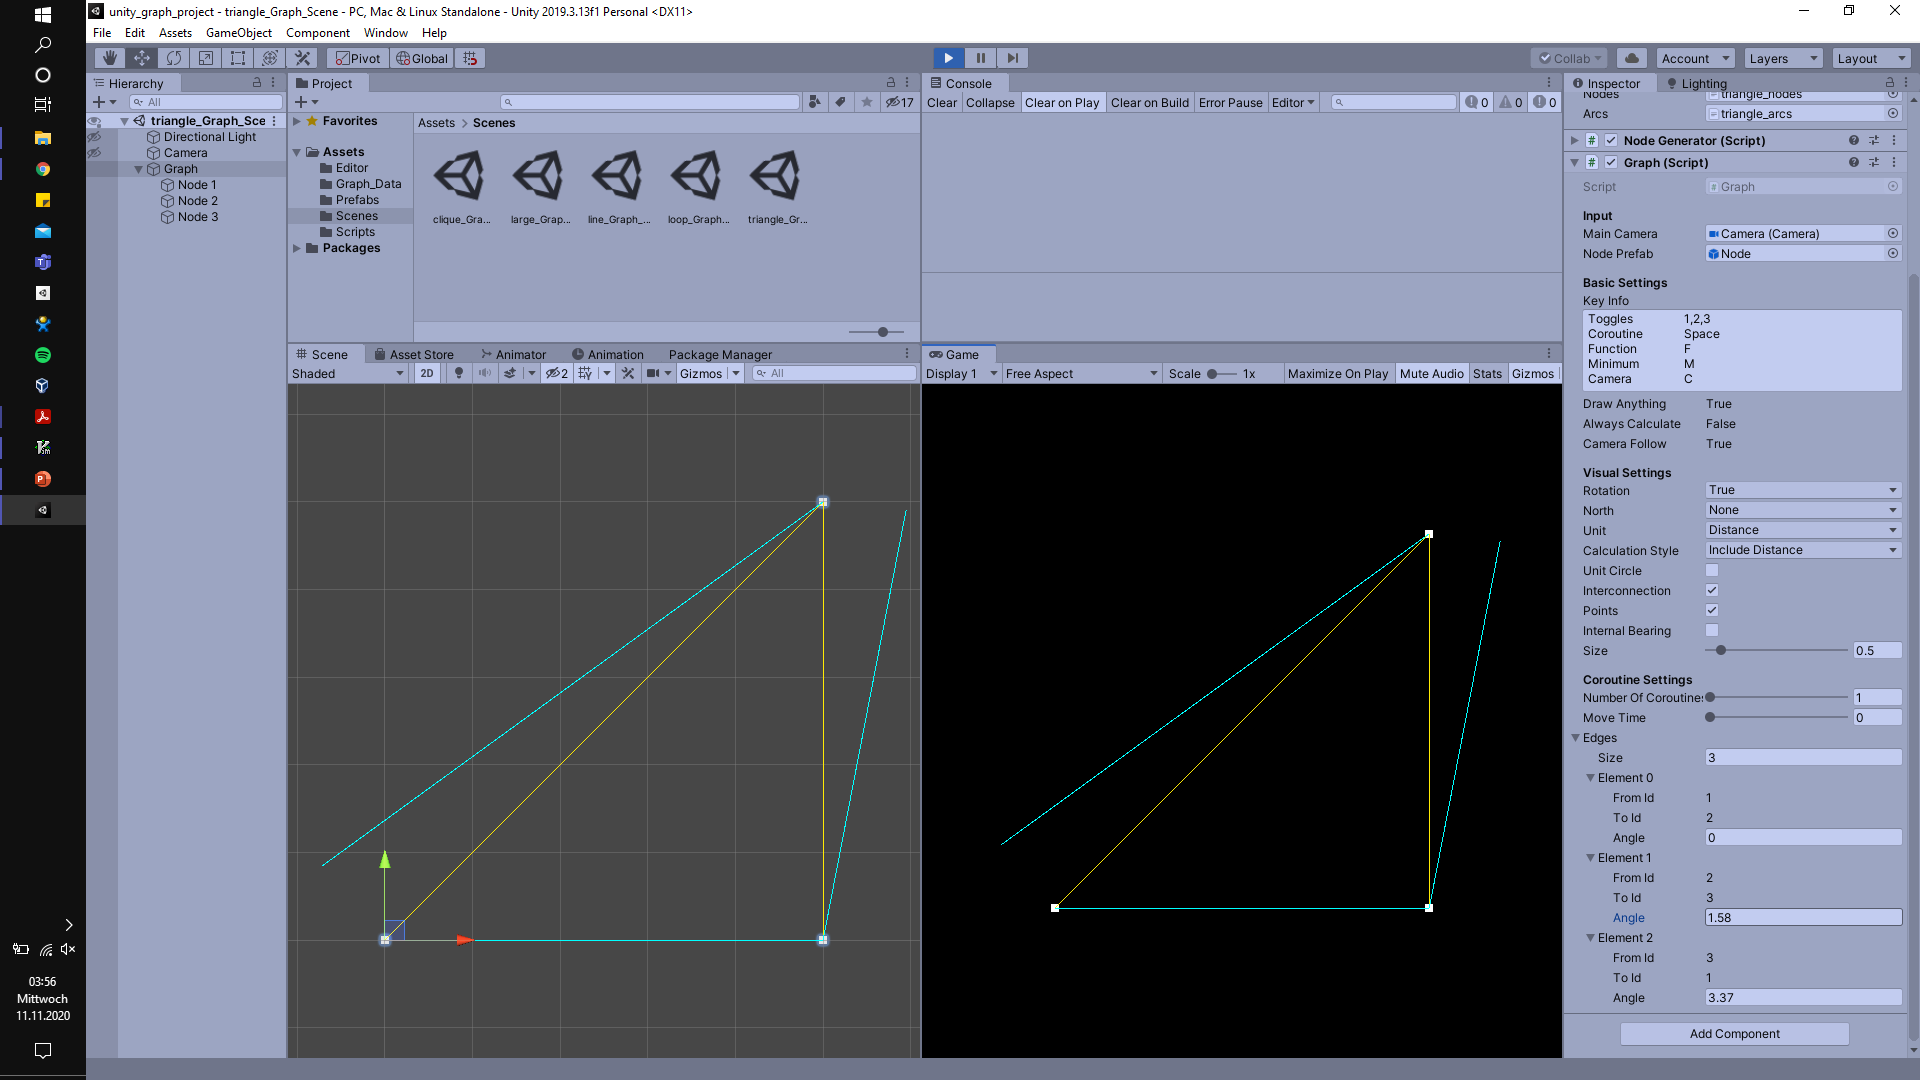 unity_graph_project - triangle_Graph_Scene - PC, Mac & Linux Standalone - Unity 2019.3.13f1 Personal <DX11>
File Edit Assets GameObject Component Window Help
Pivot Global Collab Account Layers Layout
Hierarchy
All
triangle_Graph_Sce
Directional Light
Camera
Graph
Node 1
Node 2
Node 3
Project
17
Favorites
Assets
Editor
Graph_Data
Prefabs
Scenes
Scripts
Packages
Assets > Scenes
clique_Gra... large_Grap... line_Graph_... loop_Graph... triangle_Gr...
Console
Clear Collapse Clear on Play Clear on Build Error Pause Editor 0 0 0
Scene Asset Store Animator Animation Package Manager
Shaded 2D 2 Gizmos All
Game
Display 1 Free Aspect Scale 1x Maximize On Play Mute Audio Stats Gizmos
Inspector Lighting
Nodes triangle_nodes
Arcs triangle_arcs
# Node Generator (Script)
# Graph (Script)
Script # Graph
Input
Main Camera Camera (Camera)
Node Prefab Node
Basic Settings
Key Info
Toggles 1,2,3
Coroutine Space
Function F
Minimum M
Camera C
Draw Anything True
Always Calculate False
Camera Follow True
Visual Settings
Rotation True
North None
Unit Distance
Calculation Style Include Distance
Unit Circle
Interconnection
Points
Internal Bearing
Size 0.5
Coroutine Settings
Number Of Coroutine 1
Move Time 0
Edges
Size 3
Element 0
From Id 1
To Id 2
Angle 0
Element 1
From Id 2
To Id 3
Angle 1.58
Element 2
From Id 3
To Id 1
Angle 3.37
Add Component
03:56
Mittwoch
11.11.2020